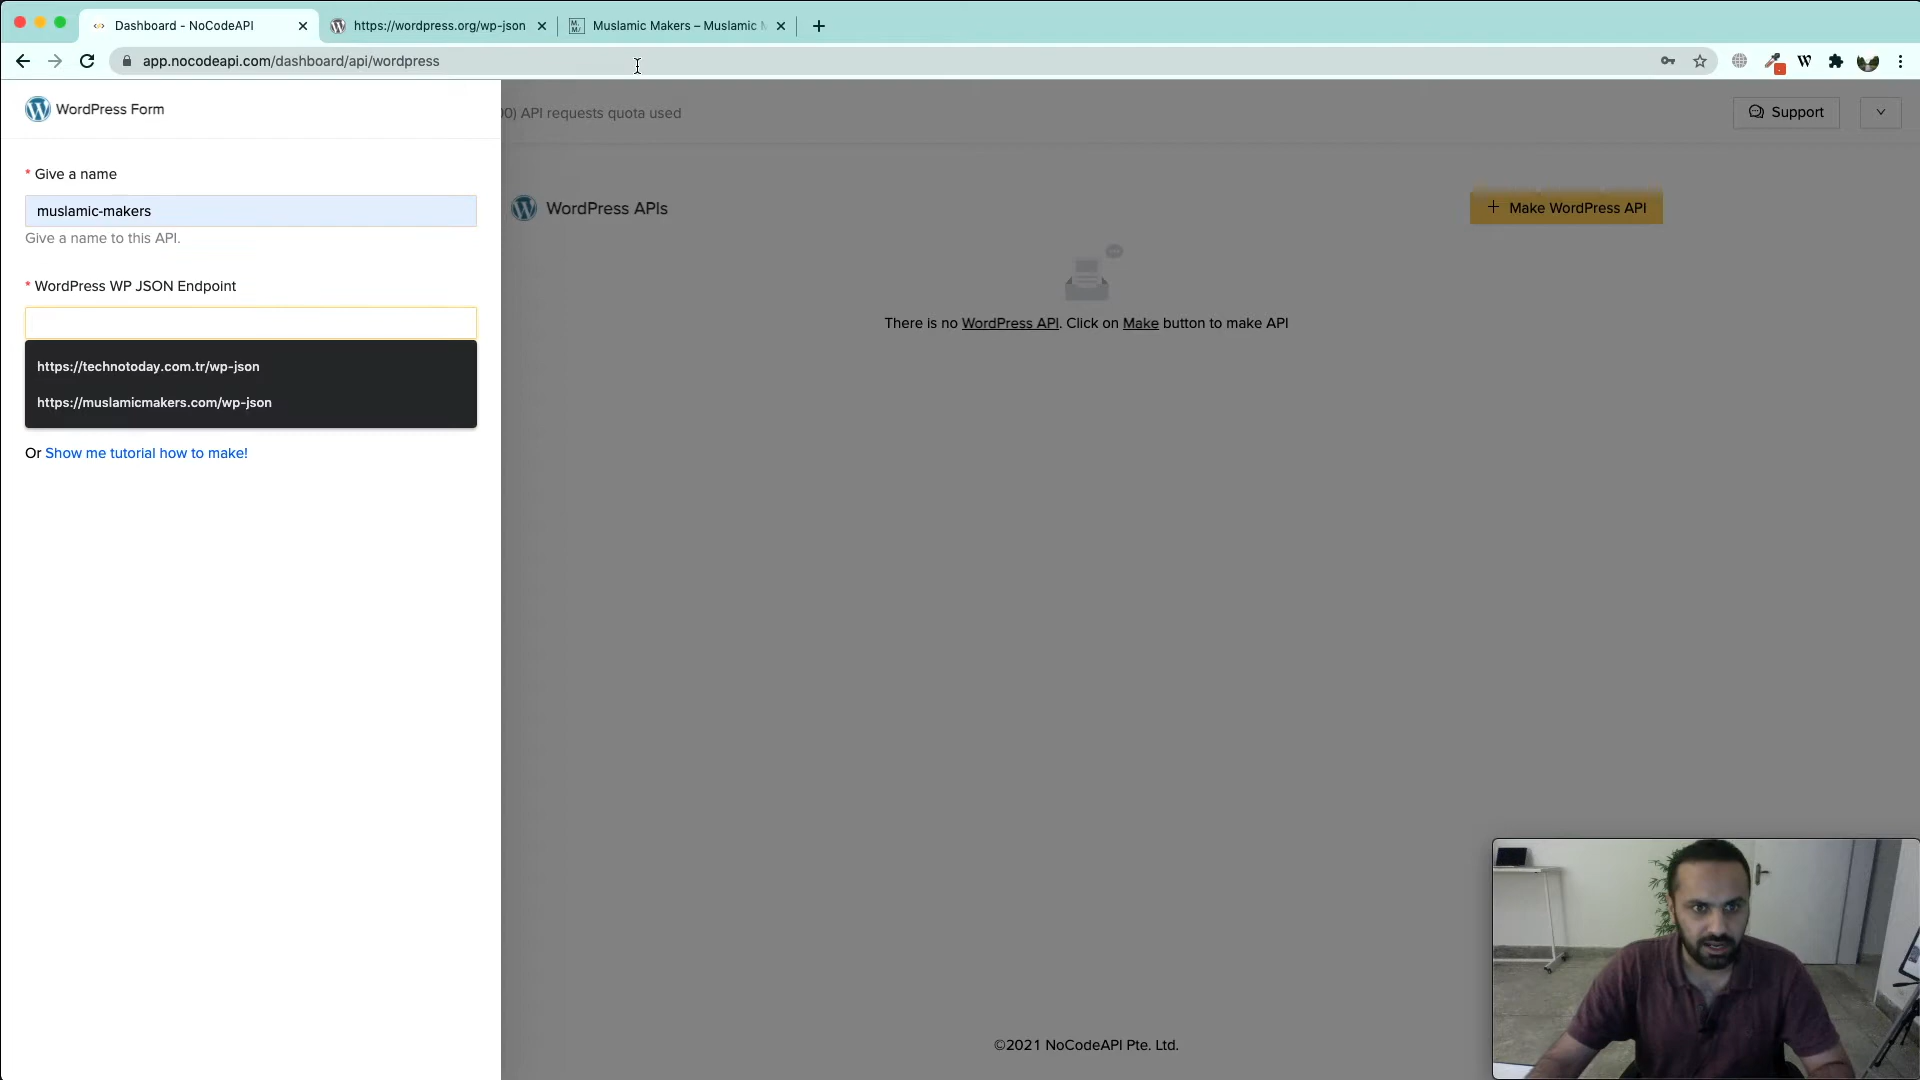 Dashboard - NoCodeAPI
https://wordpress.org/wp-json
Muslamic Makers – Muslamic
app.nocodeapi.com/dashboard/api/wordpress
W
WordPress Form
00) API requests quota used
Support
* Give a name
muslamic-makers
Give a name to this API.
WordPress APIs
+ Make WordPress API
* WordPress WP JSON Endpoint
There is no WordPress API. Click on Make button to make API
https://technotoday.com.tr/wp-json
https://muslamicmakers.com/wp-json
Or Show me tutorial how to make!
©2021 NoCodeAPI Pte. Ltd.